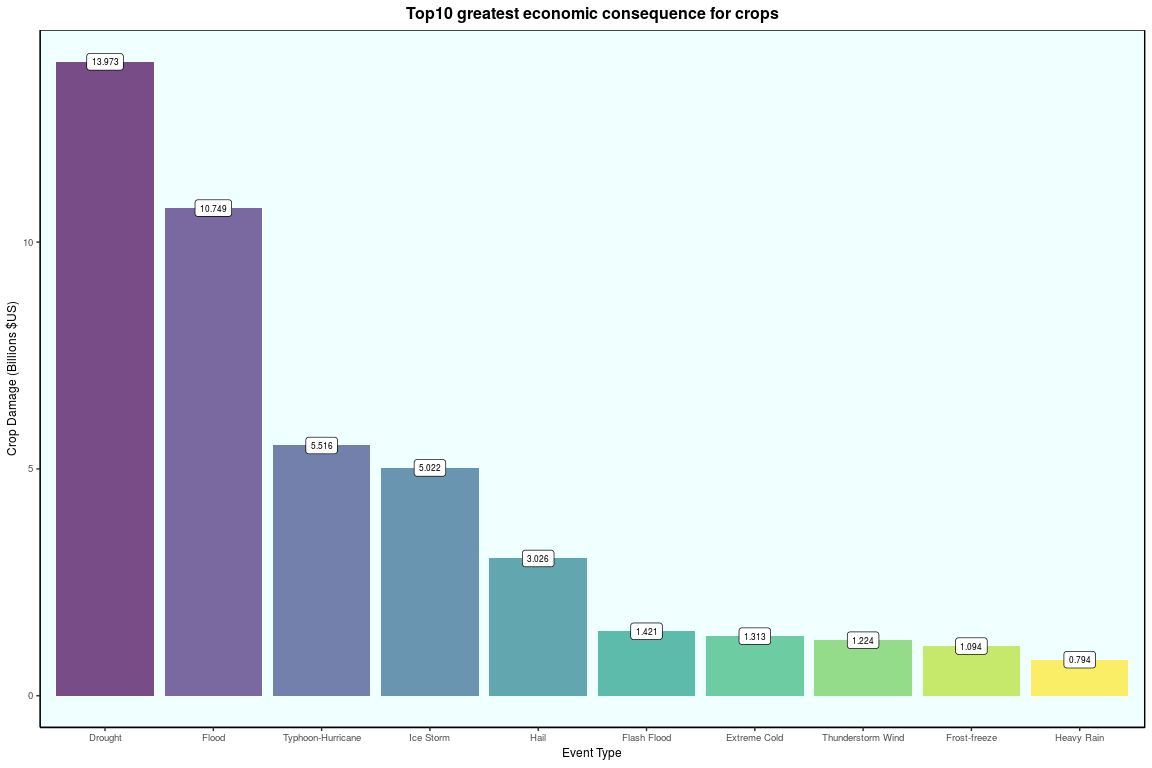 Top10 greatest economic consequence for crops
Crop Damage (Billions $US)
10
5
0
13.973
10.749
5.516
5.022
3.026
1.421
1.313
1.224
1.094
0.794
Drought
Flood
Typhoon-Hurricane
Ice Storm
Hail
Flash Flood
Extreme Cold
Thunderstorm Wind
Frost-freeze
Heavy Rain
Event Type